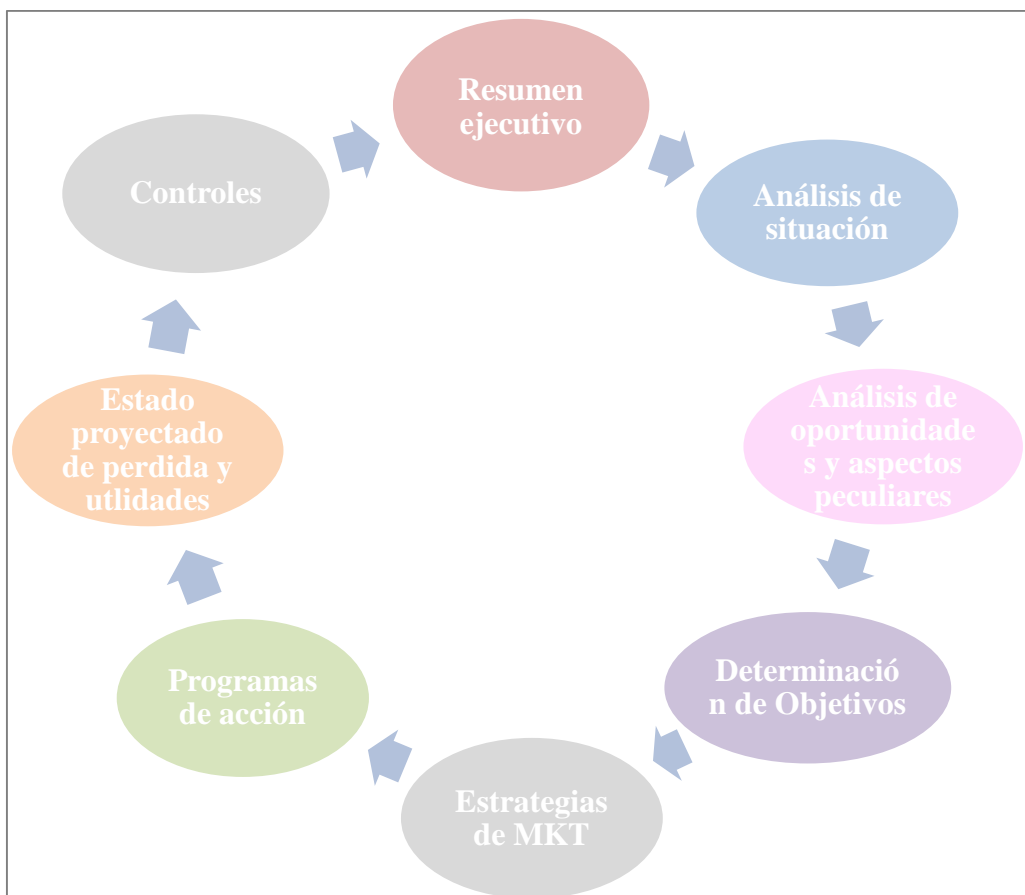 Resumen
ejecutivo
Análisis de
situación
Análisis de
oportunidade
s y aspectos
peculiares
Determinació
n de Objetivos
Estrategias
de MKT
Programas
de acción
Estado
proyectado
de perdida y
utlidades
Controles